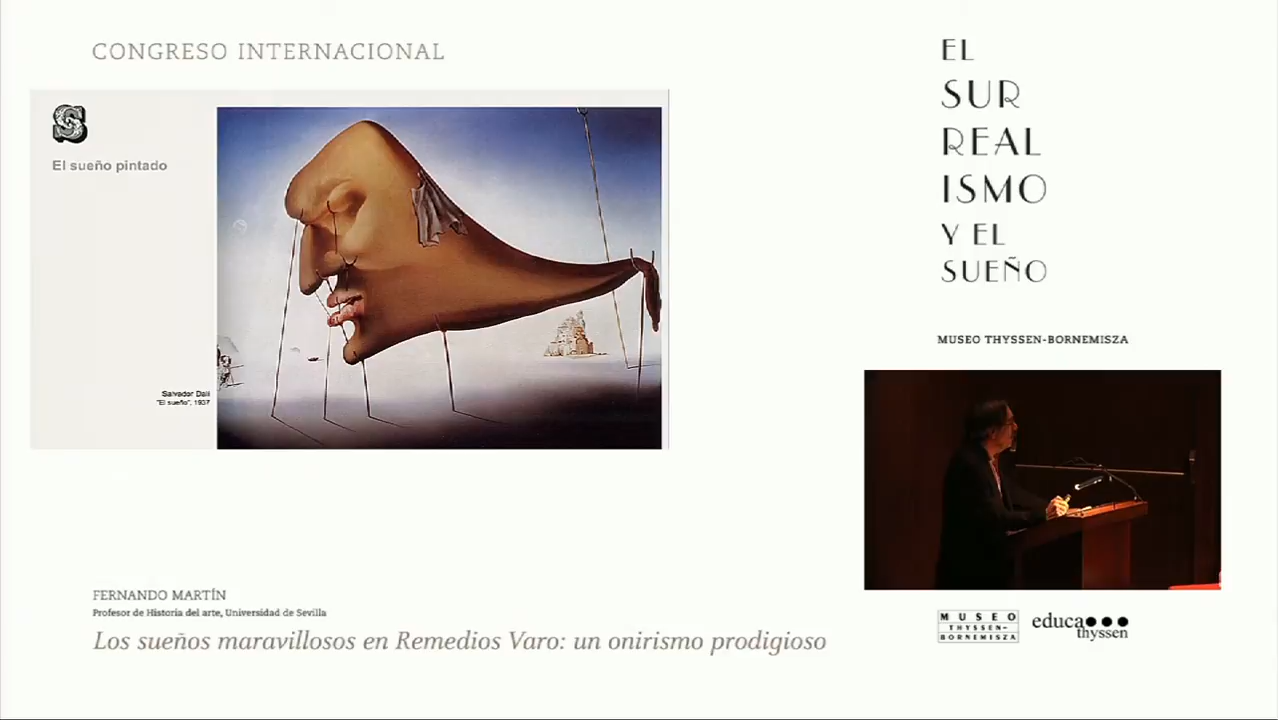 CONGRESO INTERNACIONAL
S
El sueño pintado
Salvador Dalí
"El sueño", 1937
EL
SUR
REAL
ISMO
Y EL
SUEÑO
MUSEO THYSSEN-BORNEMISZA
FERNANDO MARTÍN
Profesor de Historia del arte, Universidad de Sevilla
Los sueños maravillosos en Remedios Varo: un onirismo prodigioso
MUSEO
THYSSEN-
BORNEMISZA
educa
thyssen